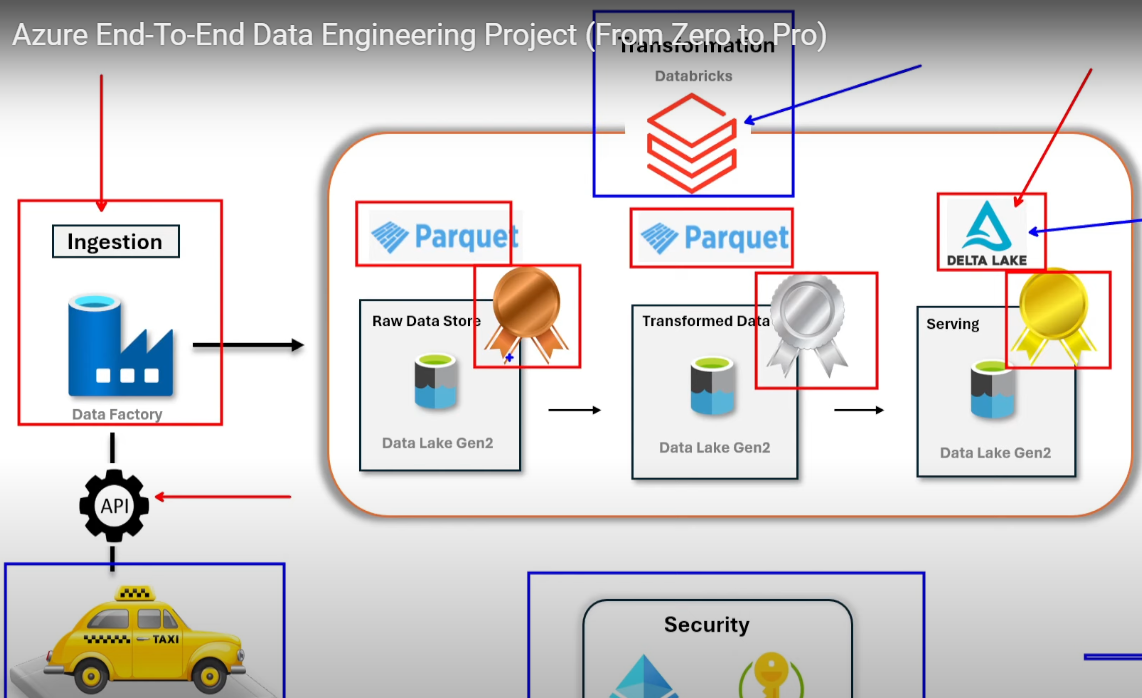 Azure End-To-End Data Engineering Project (From Zero to Pro)
Transformation
Databricks
Ingestion
Data Factory
API
TAXI
Parquet
Raw Data Store
Data Lake Gen2
Parquet
Transformed Data
Data Lake Gen2
DELTA LAKE
Serving
Data Lake Gen2
Security